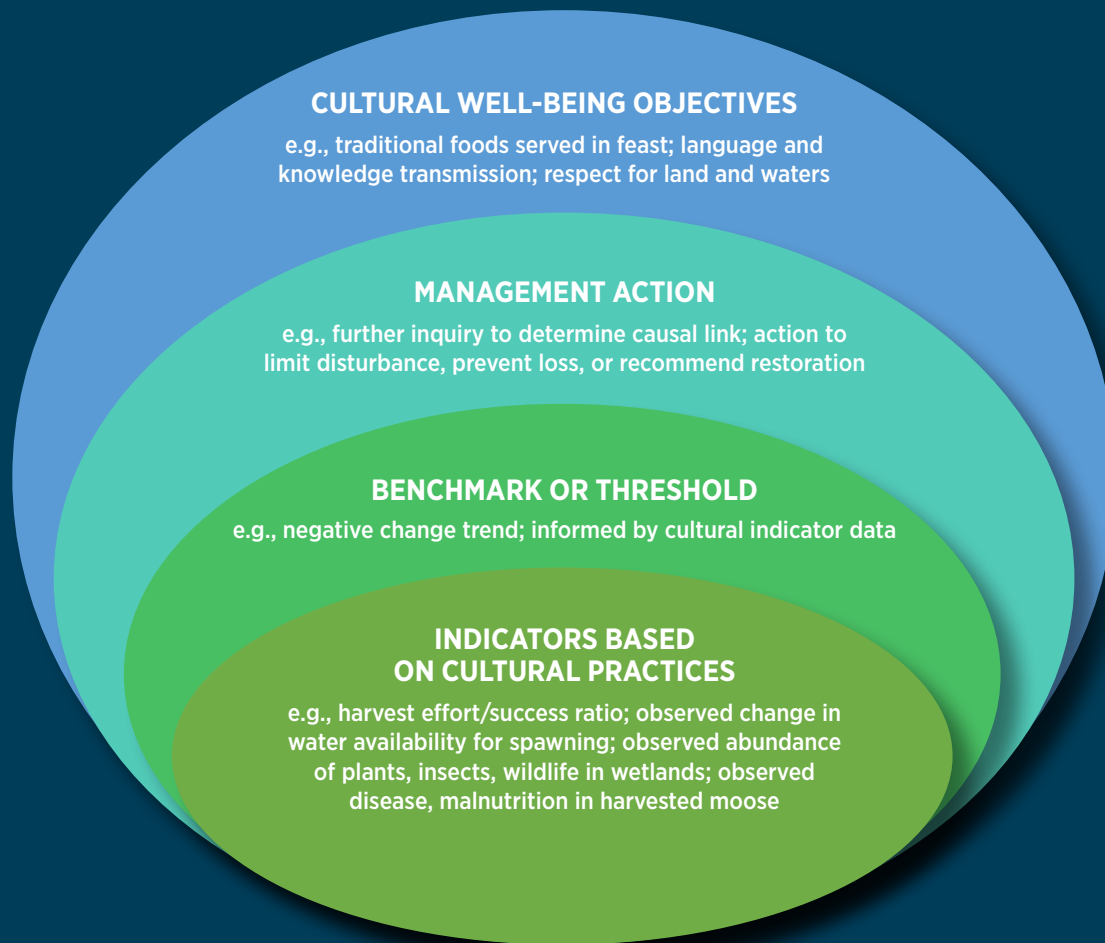 CULTURAL WELL-BEING OBJECTIVES
e.g., traditional foods served in feast; language and
knowledge transmission; respect for land and waters
MANAGEMENT ACTION
e.g., further inquiry to determine causal link; action to
limit disturbance, prevent loss, or recommend restoration
BENCHMARK OR THRESHOLD
e.g., negative change trend; informed by cultural indicator data
INDICATORS BASED
ON CULTURAL PRACTICES
e.g., harvest effort/success ratio; observed change in
water availability for spawning; observed abundance
of plants, insects, wildlife in wetlands; observed
disease, malnutrition in harvested moose